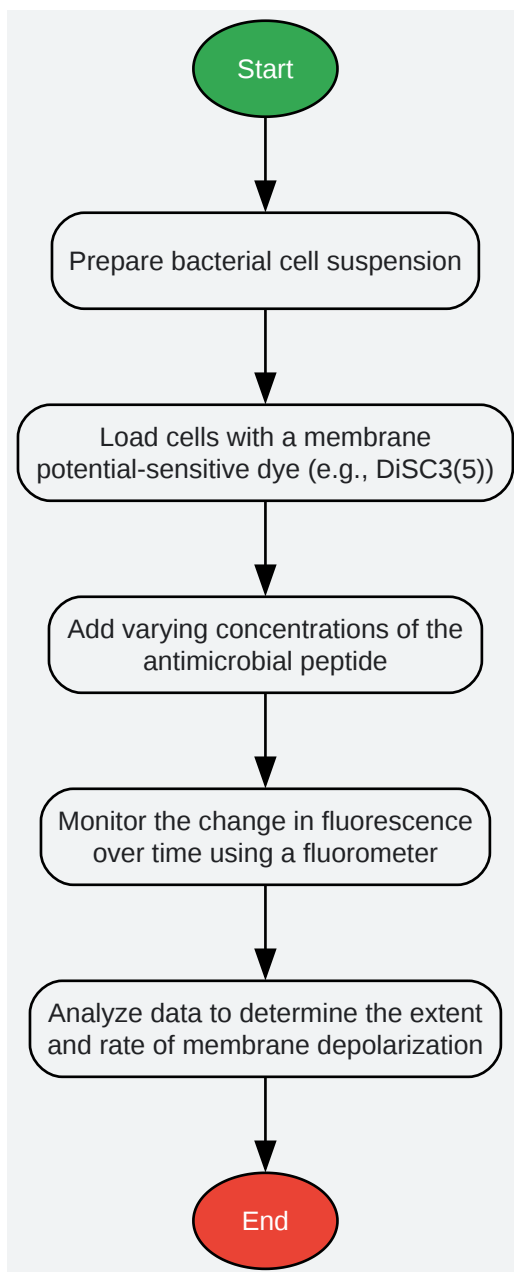 Start
Prepare bacterial cell suspension
Load cells with a membrane
potential-sensitive dye (e.g., DiSC3(5))
Add varying concentrations of the
antimicrobial peptide
Monitor the change in fluorescence
over time using a fluorometer
Analyze data to determine the extent
and rate of membrane depolarization
End